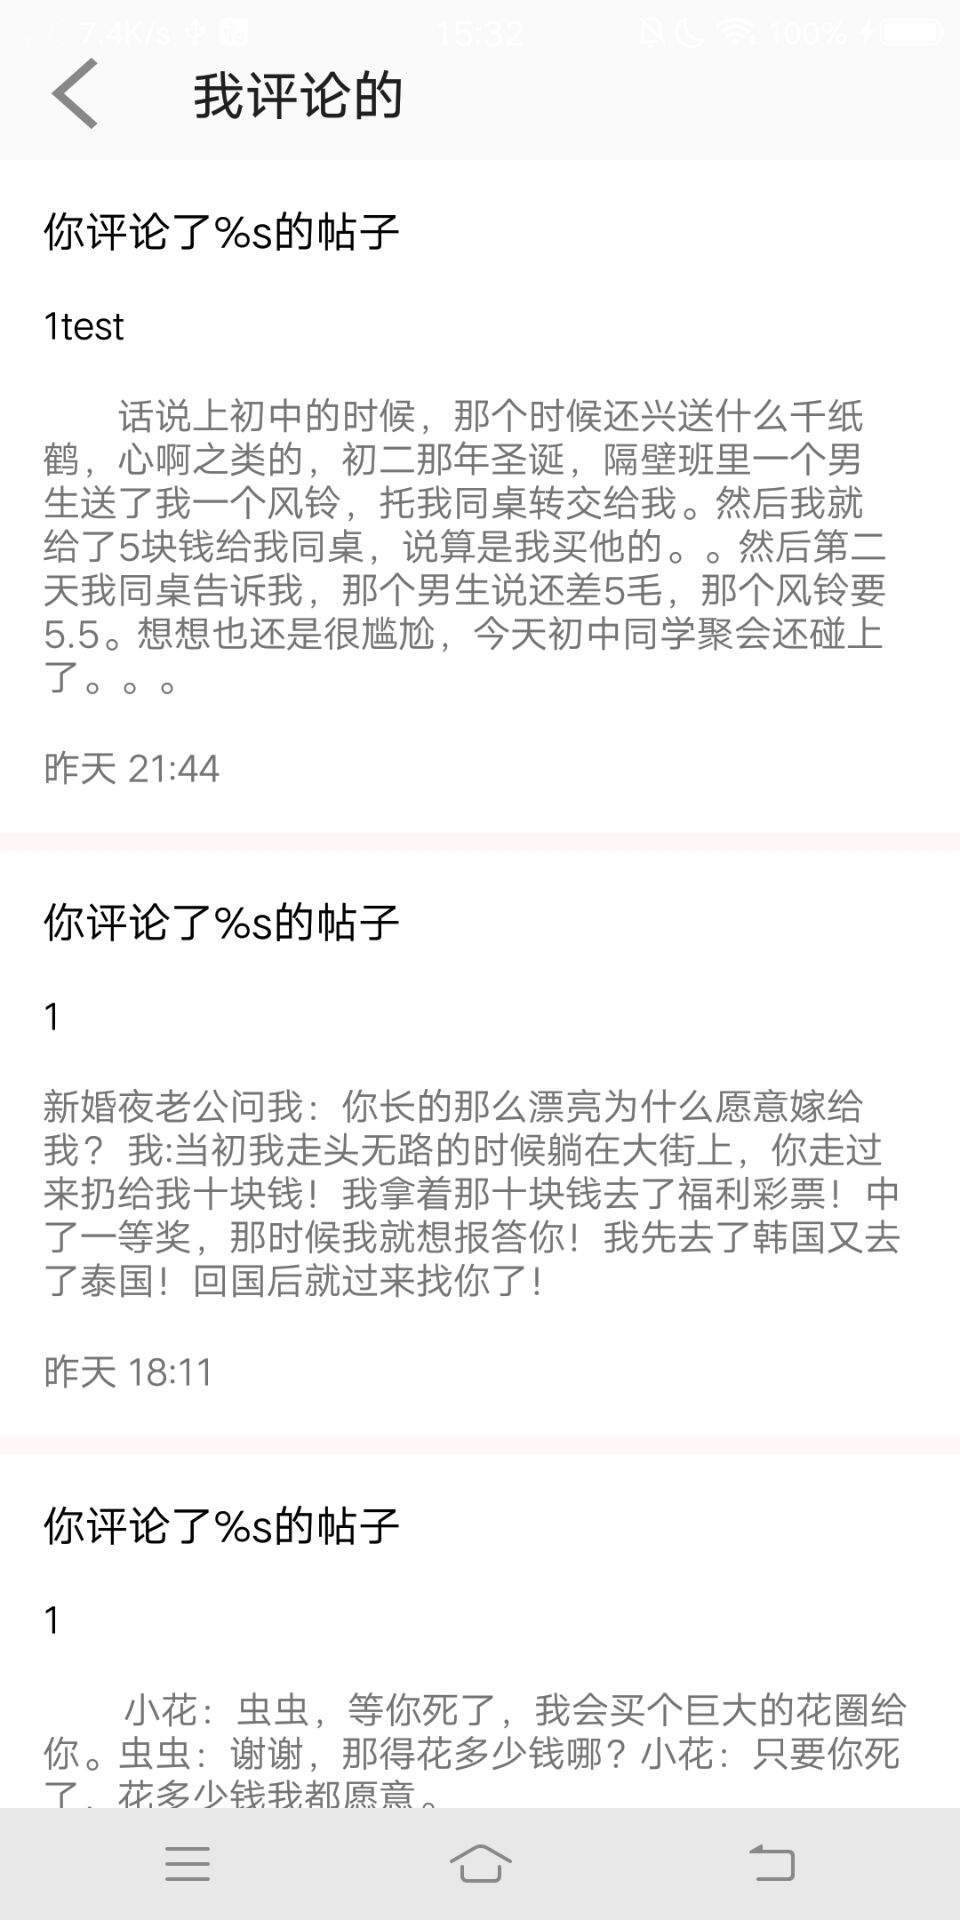 7.4K/s
15:32
100%
我评论的
你评论了%s的帖子
1test
话说上初中的时候，那个时候还兴送什么千纸
鹤，心啊之类的，初二那年圣诞，隔壁班里一个男
生送了我一个风铃，托我同桌转交给我。然后我就
给了5块钱给我同桌，说算是我买他的。。然后第二
天我同桌告诉我，那个男生说还差5毛，那个风铃要
5.5。想想也还是很尴尬，今天初中同学聚会还碰上
了。。。
昨天 21:44
你评论了%s的帖子
1
新婚夜老公问我：你长的那么漂亮为什么愿意嫁给
我？ 我:当初我走头无路的时候躺在大街上，你走过
来扔给我十块钱！我拿着那十块钱去了福利彩票！中
了一等奖，那时候我就想报答你！我先去了韩国又去
了泰国！回国后就过来找你了！
昨天 18:11
你评论了%s的帖子
1
小花：虫虫，等你死了，我会买个巨大的花圈给
你。虫虫：谢谢，那得花多少钱哪？小花：只要你死
了，花多少钱我都愿意。